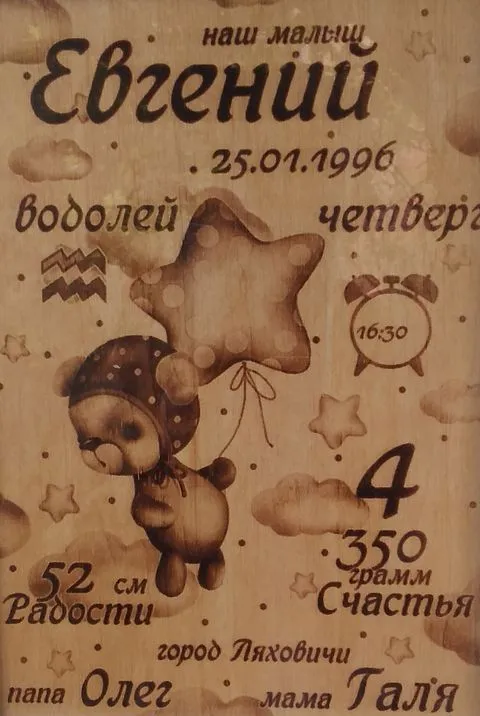 наш малыш
Евгений
25.01.1996
водолей четверг
16:30
4
350
грамм
Счастья
52 см
Радости
город Ляховичи
папа Олег мама Галя